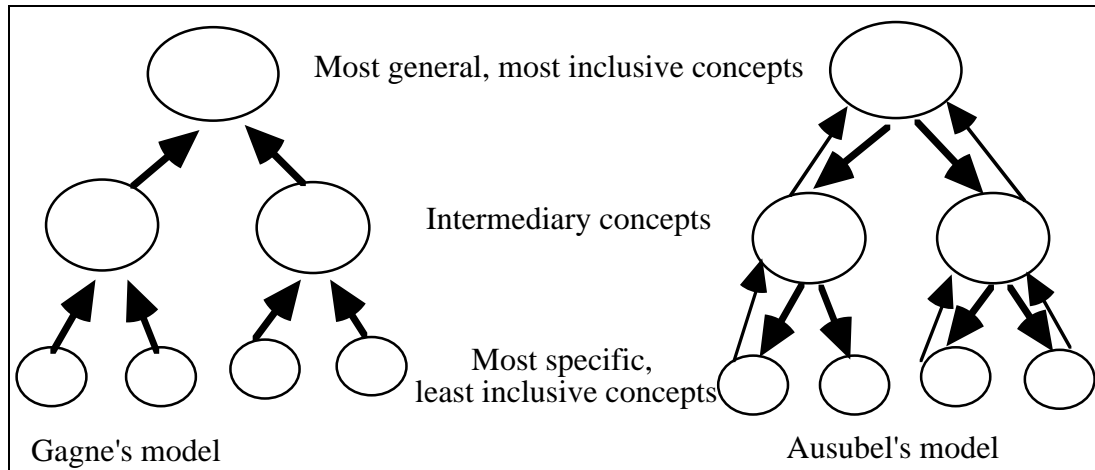 Most general, most inclusive concepts
Intermediary concepts
Most specific,
least inclusive concepts
Gagne's model
Ausubel's model